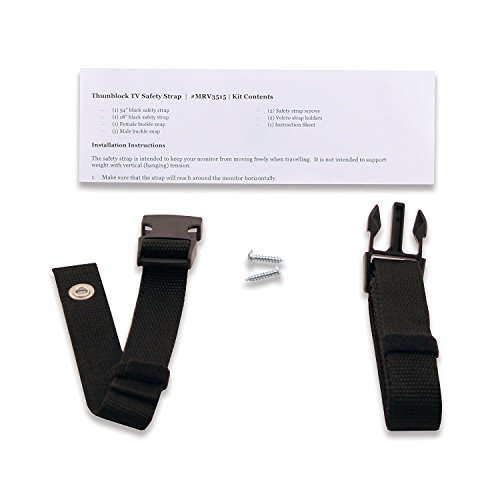 Thumblock TV Safety Strap | #MRV3515 | Kit Contents
- (1) 54" black safety strap
- (1) 18" black safety strap
- (1) Female buckle snap
- (1) Male buckle snap
- (2) Safety strap screws
- (2) Velcro strap holders
- (1) Instruction Sheet
Installation Instructions
The safety strap is intended to keep your monitor from moving freely when travelling. It is not intended to support
weight with vertical (hanging) tension.
1. Make sure that the strap will reach around the monitor horizontally.